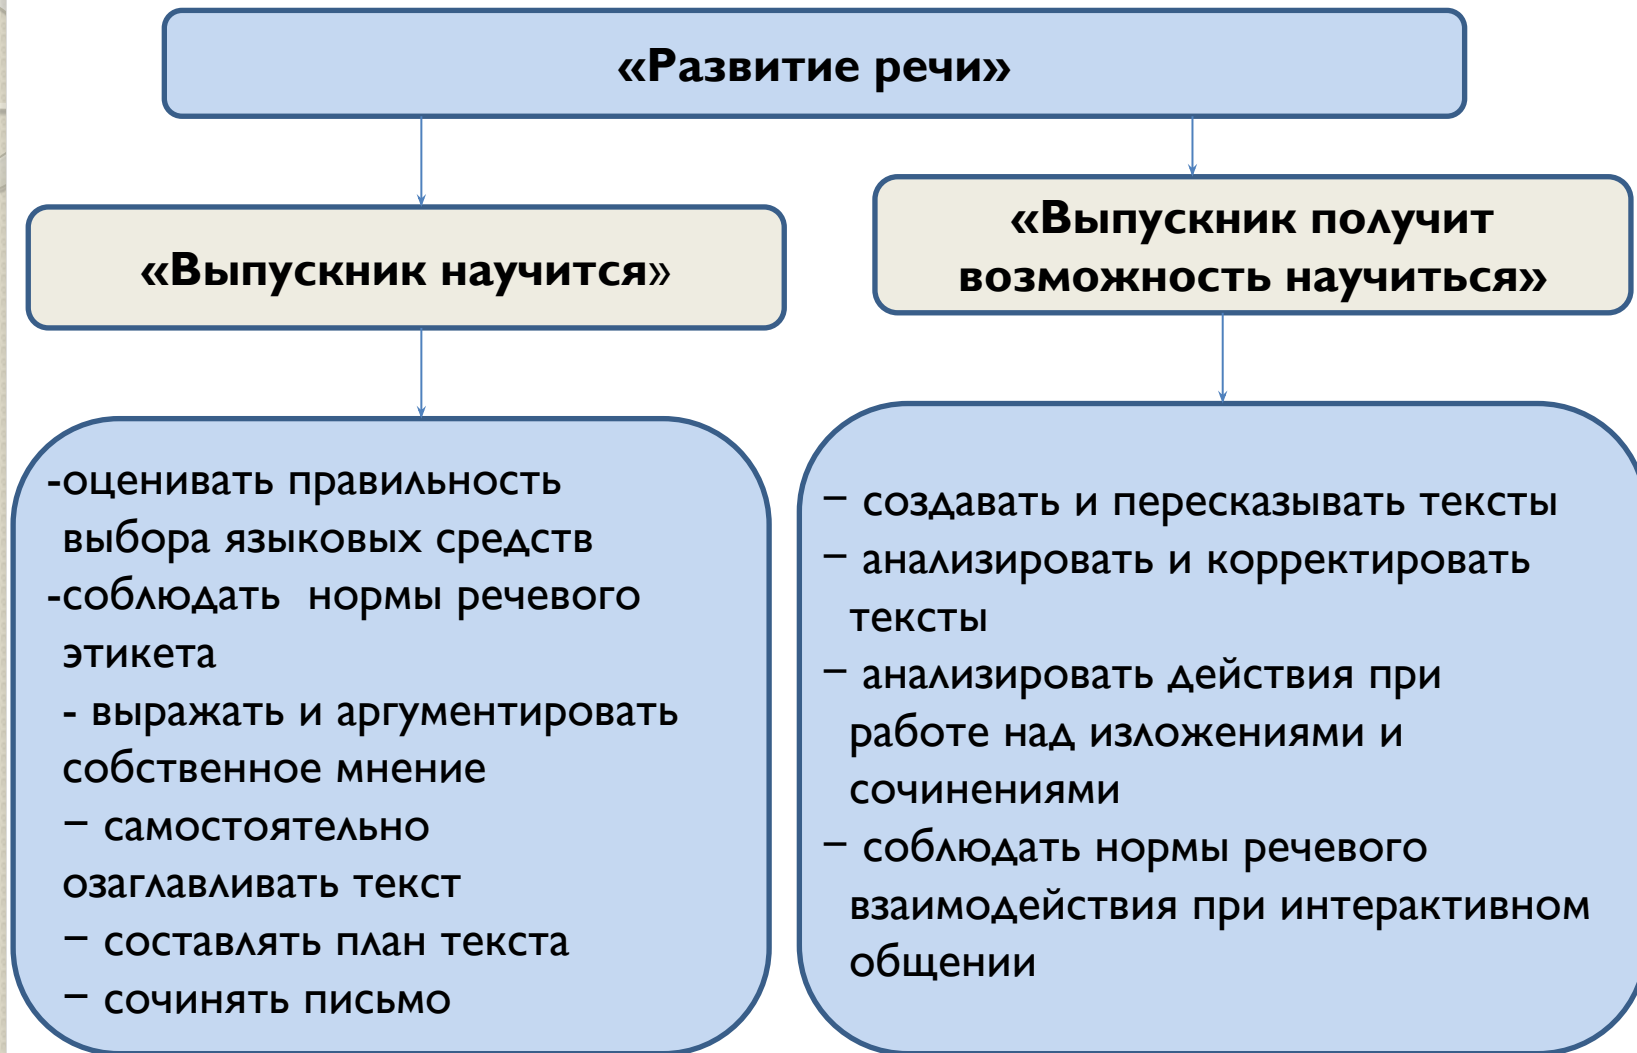 «Развитие речи»
«Выпускник научится»
«Выпускник получит
возможность научиться»
-оценивать правильность
выбора языковых средств
-соблюдать  нормы речевого
этикета
- выражать и аргументировать
собственное мнение
– самостоятельно
озаглавливать текст
– составлять план текста
– сочинять письмо
– создавать и пересказывать тексты
– анализировать и корректировать
тексты
– анализировать действия при
работе над изложениями и
сочинениями
– соблюдать нормы речевого
взаимодействия при интерактивном
общении